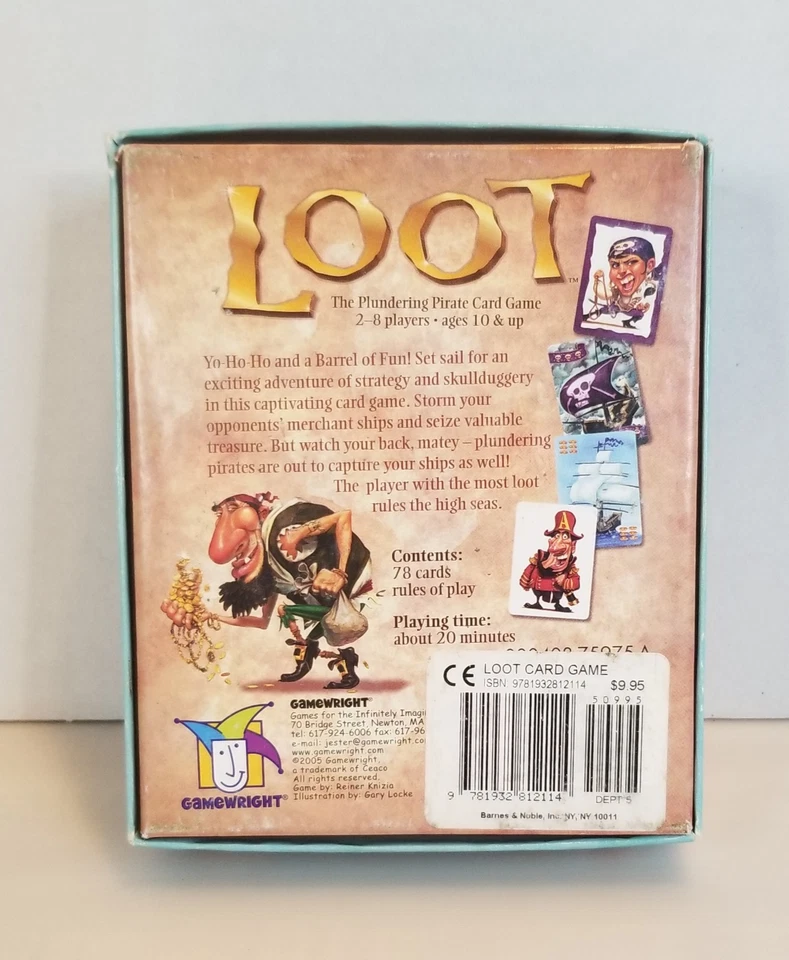 LOOT™
The Plundering Pirate Card Game
2–8 players • ages 10 & up
Yo-Ho-Ho and a Barrel of Fun! Set sail for an
exciting adventure of strategy and skullduggery
in this captivating card game. Storm your
opponents' merchant ships and seize valuable
treasure. But watch your back, matey – plundering
pirates are out to capture your ships as well!
The player with the most loot
rules the high seas.
A
Contents:
78 cards
rules of play
Playing time:
about 20 minutes
GAMEWRIGHT®
Games for the Infinitely
70 Bridge Street, Newton, MA
tel: 617-924-6006 fax: 617-96
e-mail: jester@gamewright.co
www.gamewright.com
©2005 Gamewright,
a trademark of Ceaco
All rights reserved.
Game by: Reiner Knizia
Illustration by: Gary Locke
GAMEWRIGHT®
CE LOOT CARD GAME
ISBN: 9781932812114 $9.95
50995
9 781932 812114
DEPT 5
Barnes & Noble, Inc. NY, NY 10011